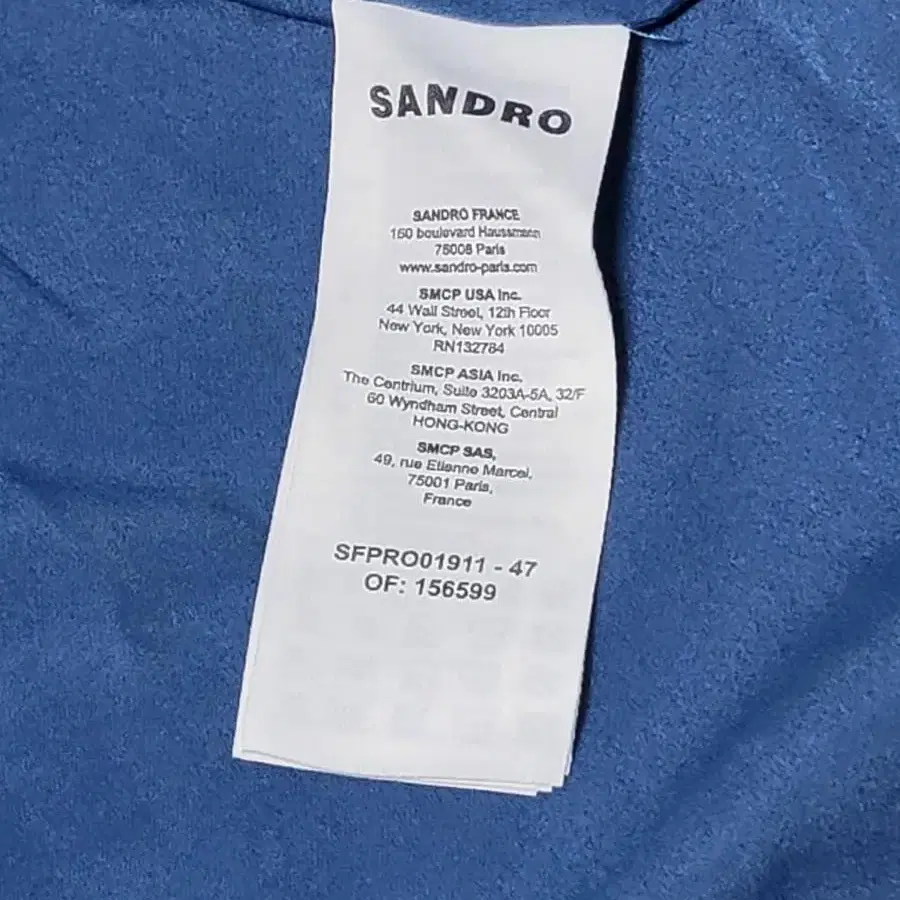 SANDRO
SANDRO FRANCE
150 boulevard Haussmann
75008 Paris
www.sandro-paris.com
SMCP USA Inc.
44 Wall Street, 12th Floor
New York, New York 10005
RN132784
SMCP ASIA Inc.
The Centrium, Suite 3203A-5A, 32/F
60 Wyndham Street, Central
HONG-KONG
SMCP SAS,
49, rue Etienne Marcel,
75001 Paris,
France
SFPRO01911 - 47
OF: 156599